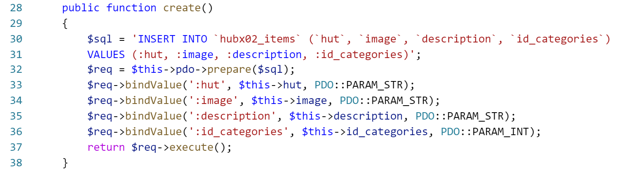 28 public function create()
29 {
30 $sql = 'INSERT INTO `hubx02_items` (`hut`, `image`, `description`, `id_categories`)
31 VALUES (:hut, :image, :description, :id_categories)';
32 $req = $this->pdo->prepare($sql);
33 $req->bindValue(':hut', $this->hut, PDO::PARAM_STR);
34 $req->bindValue(':image', $this->image, PDO::PARAM_STR);
35 $req->bindValue(':description', $this->description, PDO::PARAM_STR);
36 $req->bindValue(':id_categories', $this->id_categories, PDO::PARAM_INT);
37 return $req->execute();
38 }